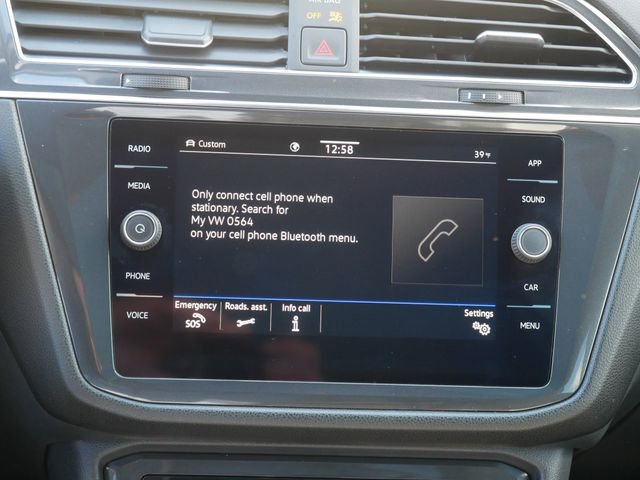 AIR BAG
OFF
RADIO
MEDIA
PHONE
VOICE
Custom
12:58
39°F
Only connect cell phone when
stationary. Search for
My VW 0564
on your cell phone Bluetooth menu.
Emergency
SOS
Roads. asst.
Info call
i
Settings
APP
SOUND
CAR
MENU